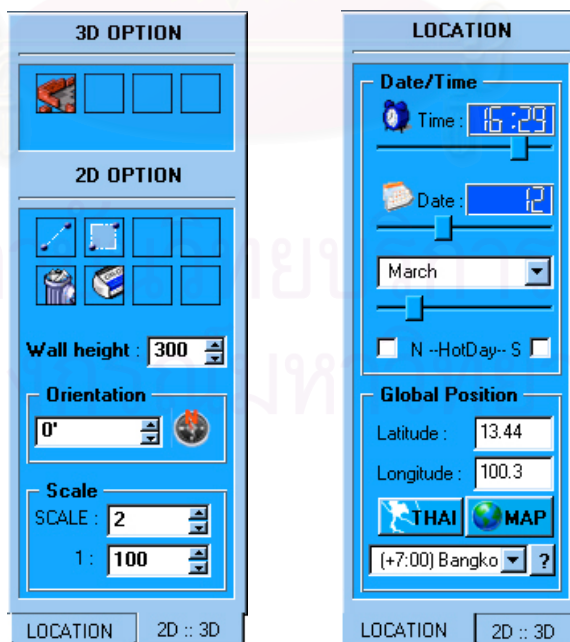 3D OPTION
2D OPTION
Wall height : 300
Orientation
0'
N
Scale
SCALE : 2
1 : 100
LOCATION
2D :: 3D
LOCATION
Date/Time
Time : 16:29
Date : 12
March
N --HotDay-- S
Global Position
Latitude : 13.44
Longitude : 100.3
THAI
MAP
(+7:00) Bangko
?
LOCATION
2D :: 3D